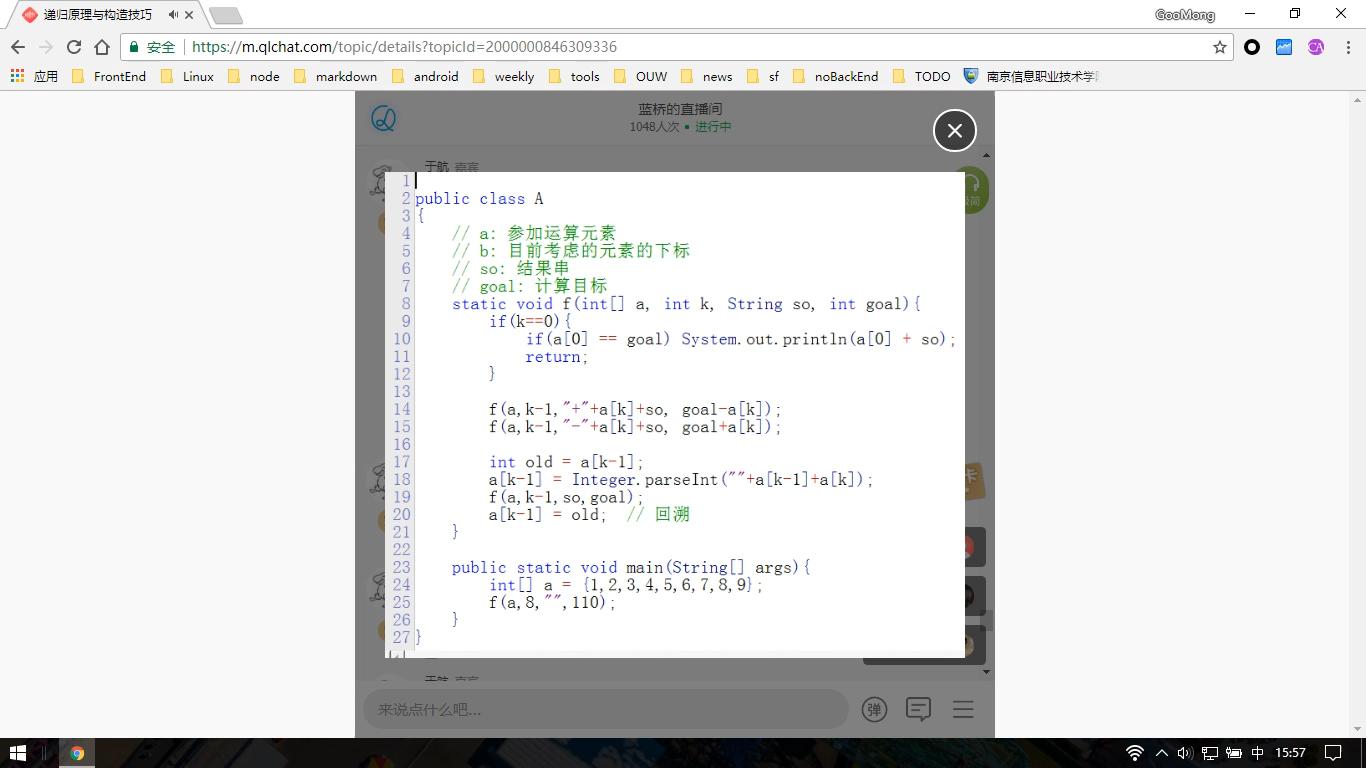 递归原理与构造技巧
GooMong
安全 https://m.qlchat.com/topic/details?topicId=2000000846309336
应用 FrontEnd Linux node markdown android weekly tools OUW news sf noBackEnd TODO 南京信息职业技术学
蓝桥的直播间
1048人次 • 进行中
于航 嘉宾
1
2 public class A
3 {
4 // a: 参加运算元素
5 // b: 目前考虑的元素的下标
6 // so: 结果串
7 // goal: 计算目标
8 static void f(int[] a, int k, String so, int goal){
9 if(k==0){
10 if(a[0] == goal) System.out.println(a[0] + so);
11 return;
12 }
13
14 f(a,k-1,"+"+a[k]+so, goal-a[k]);
15 f(a,k-1,"-"+a[k]+so, goal+a[k]);
16
17 int old = a[k-1];
18 a[k-1] = Integer.parseInt(""+a[k-1]+a[k]);
19 f(a,k-1,so,goal);
20 a[k-1] = old; // 回溯
21 }
22
23 public static void main(String[] args){
24 int[] a = {1,2,3,4,5,6,7,8,9};
25 f(a,8,"",110);
26 }
27 }
于航 嘉宾
来说点什么吧...
弹
中 15:57